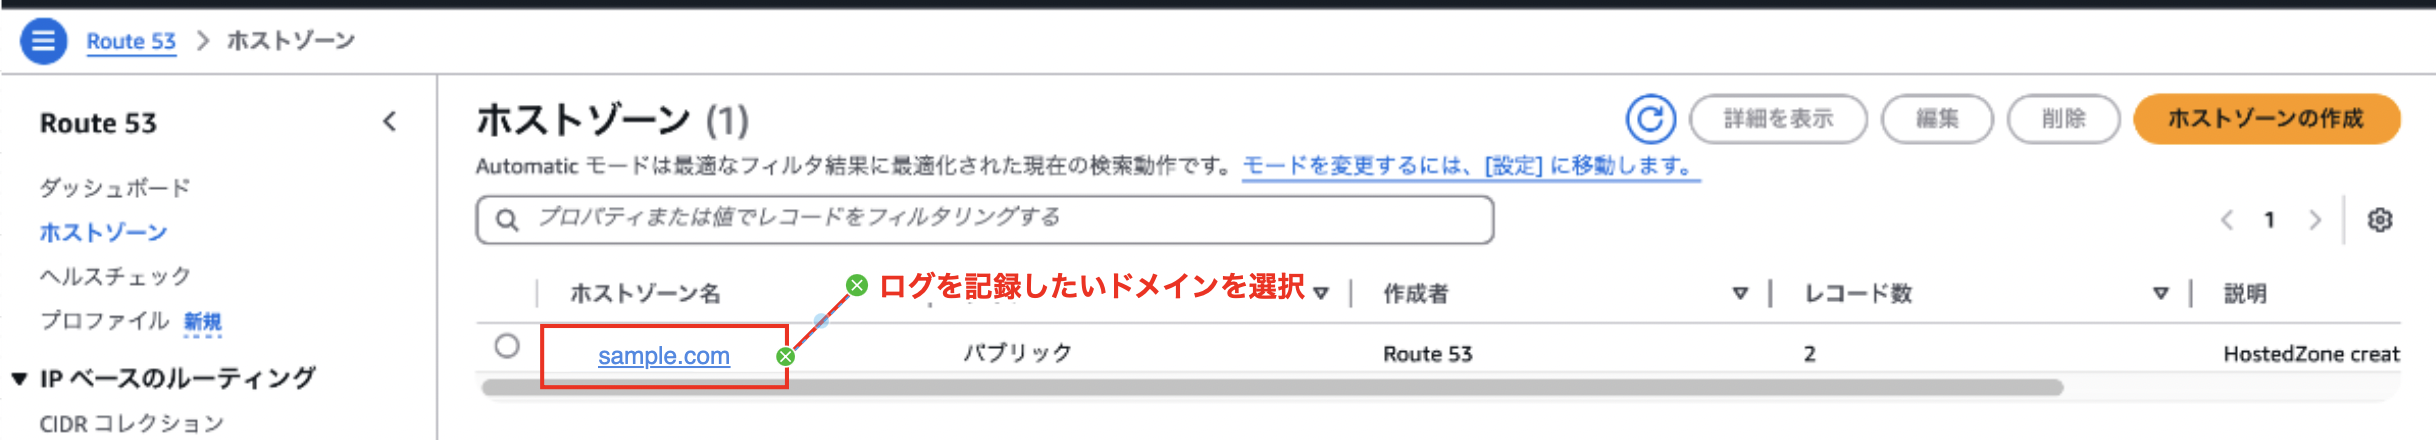 Route 53 > ホストゾーン
Route 53
ダッシュボード
ホストゾーン
ヘルスチェック
プロファイル 新規
IP ベースのルーティング
CIDR コレクション
ホストゾーン (1)
詳細を表示
編集
削除
ホストゾーンの作成
Automatic モードは最適なフィルタ結果に最適化された現在の検索動作です。モードを変更するには、[設定] に移動します。
プロパティまたは値でレコードをフィルタリングする
1
ログを記録したいドメインを選択
ホストゾーン名 作成者 レコード数 説明
sample.com パブリック Route 53 2 HostedZone creat